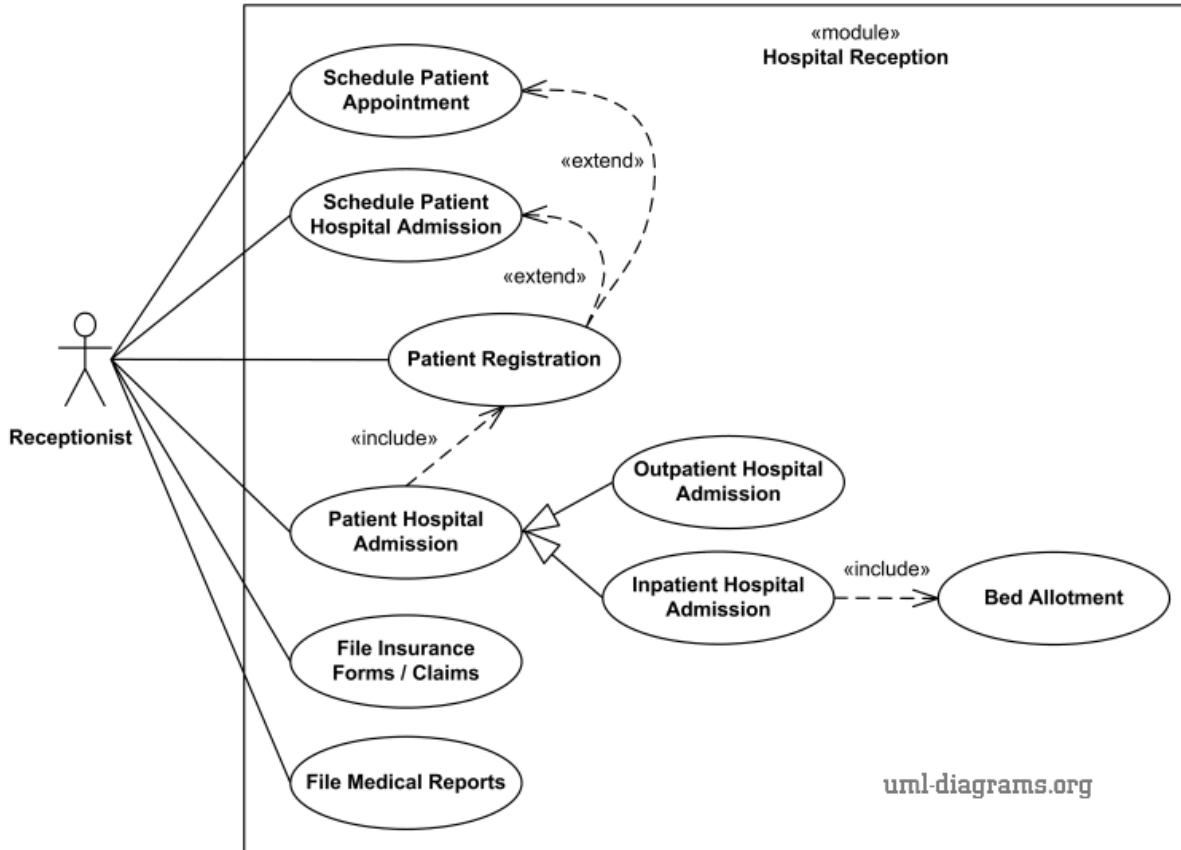 «module»
Hospital Reception
Schedule Patient
Appointment
«extend»
Schedule Patient
Hospital Admission
«extend»
Patient Registration
Receptionist
«include»
Outpatient Hospital
Admission
Patient Hospital
Admission
Inpatient Hospital
Admission
«include»
Bed Allotment
File Insurance
Forms / Claims
File Medical Reports
uml-diagrams.org